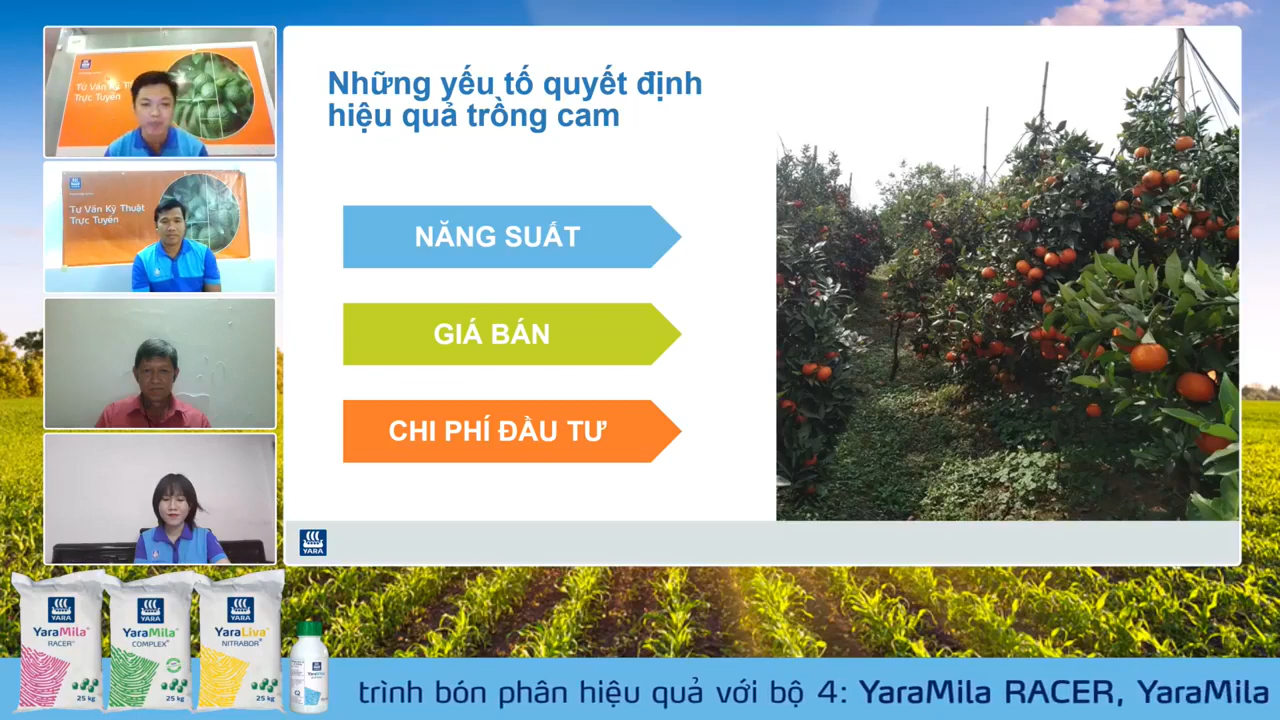 YARA
Tư Vấn Kỹ
Trực Tuyến
YARA
Tư Vấn Kỹ Thuật
Trực Tuyến
Những yếu tố quyết định
hiệu quả trồng cam
NĂNG SUẤT
GIÁ BÁN
CHI PHÍ ĐẦU TƯ
YARA
YARA
YaraMila
RACER
25 kg
YARA
YaraMila
COMPLEX
25 kg
YARA
YaraLiva
NITRABOR
25 kg
trình bón phân hiệu quả với bộ 4: YaraMila RACER, YaraMila